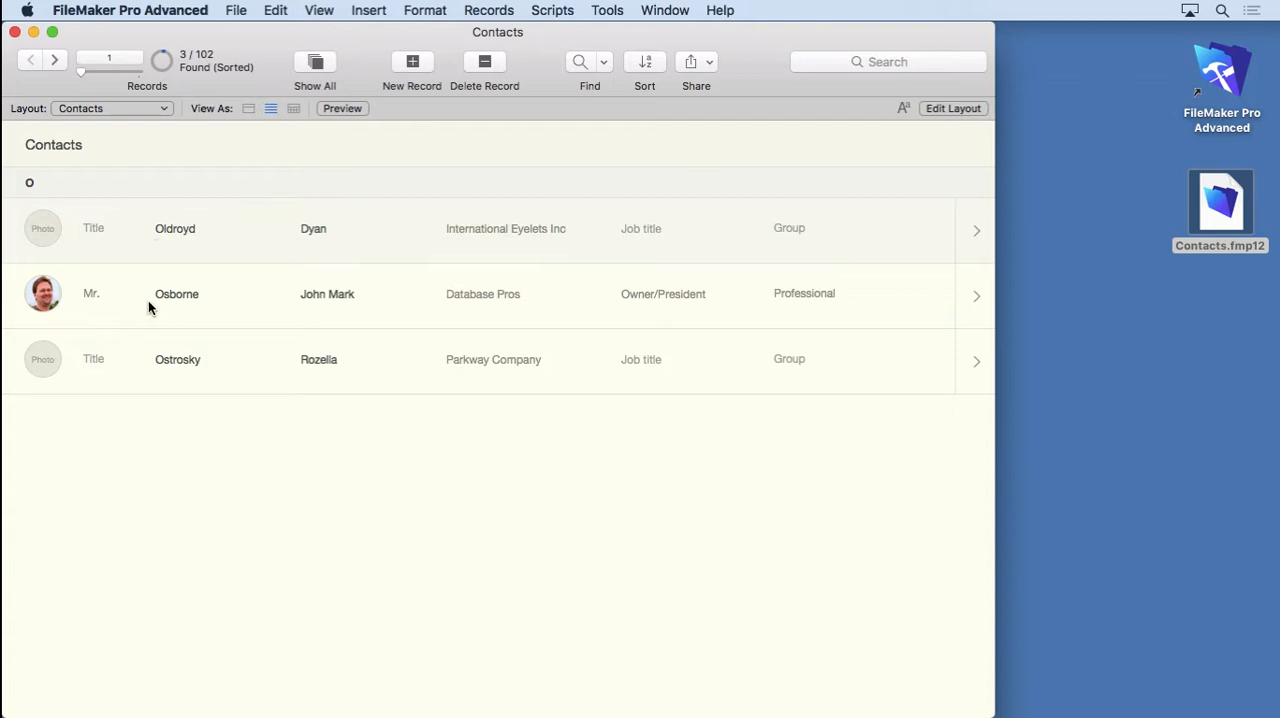 FileMaker Pro Advanced File Edit View Insert Format Records Scripts Tools Window Help
Contacts
1
3 / 102
Found (Sorted)
Search
Records Show All New Record Delete Record Find Sort Share
Layout: Contacts View As: Preview Aa Edit Layout
Contacts
O
Photo Title Oldroyd Dyan International Eyelets Inc Job title Group
Mr. Osborne John Mark Database Pros Owner/President Professional
Photo Title Ostrosky Rozella Parkway Company Job title Group
FileMaker Pro
Advanced
Contacts.fmp12